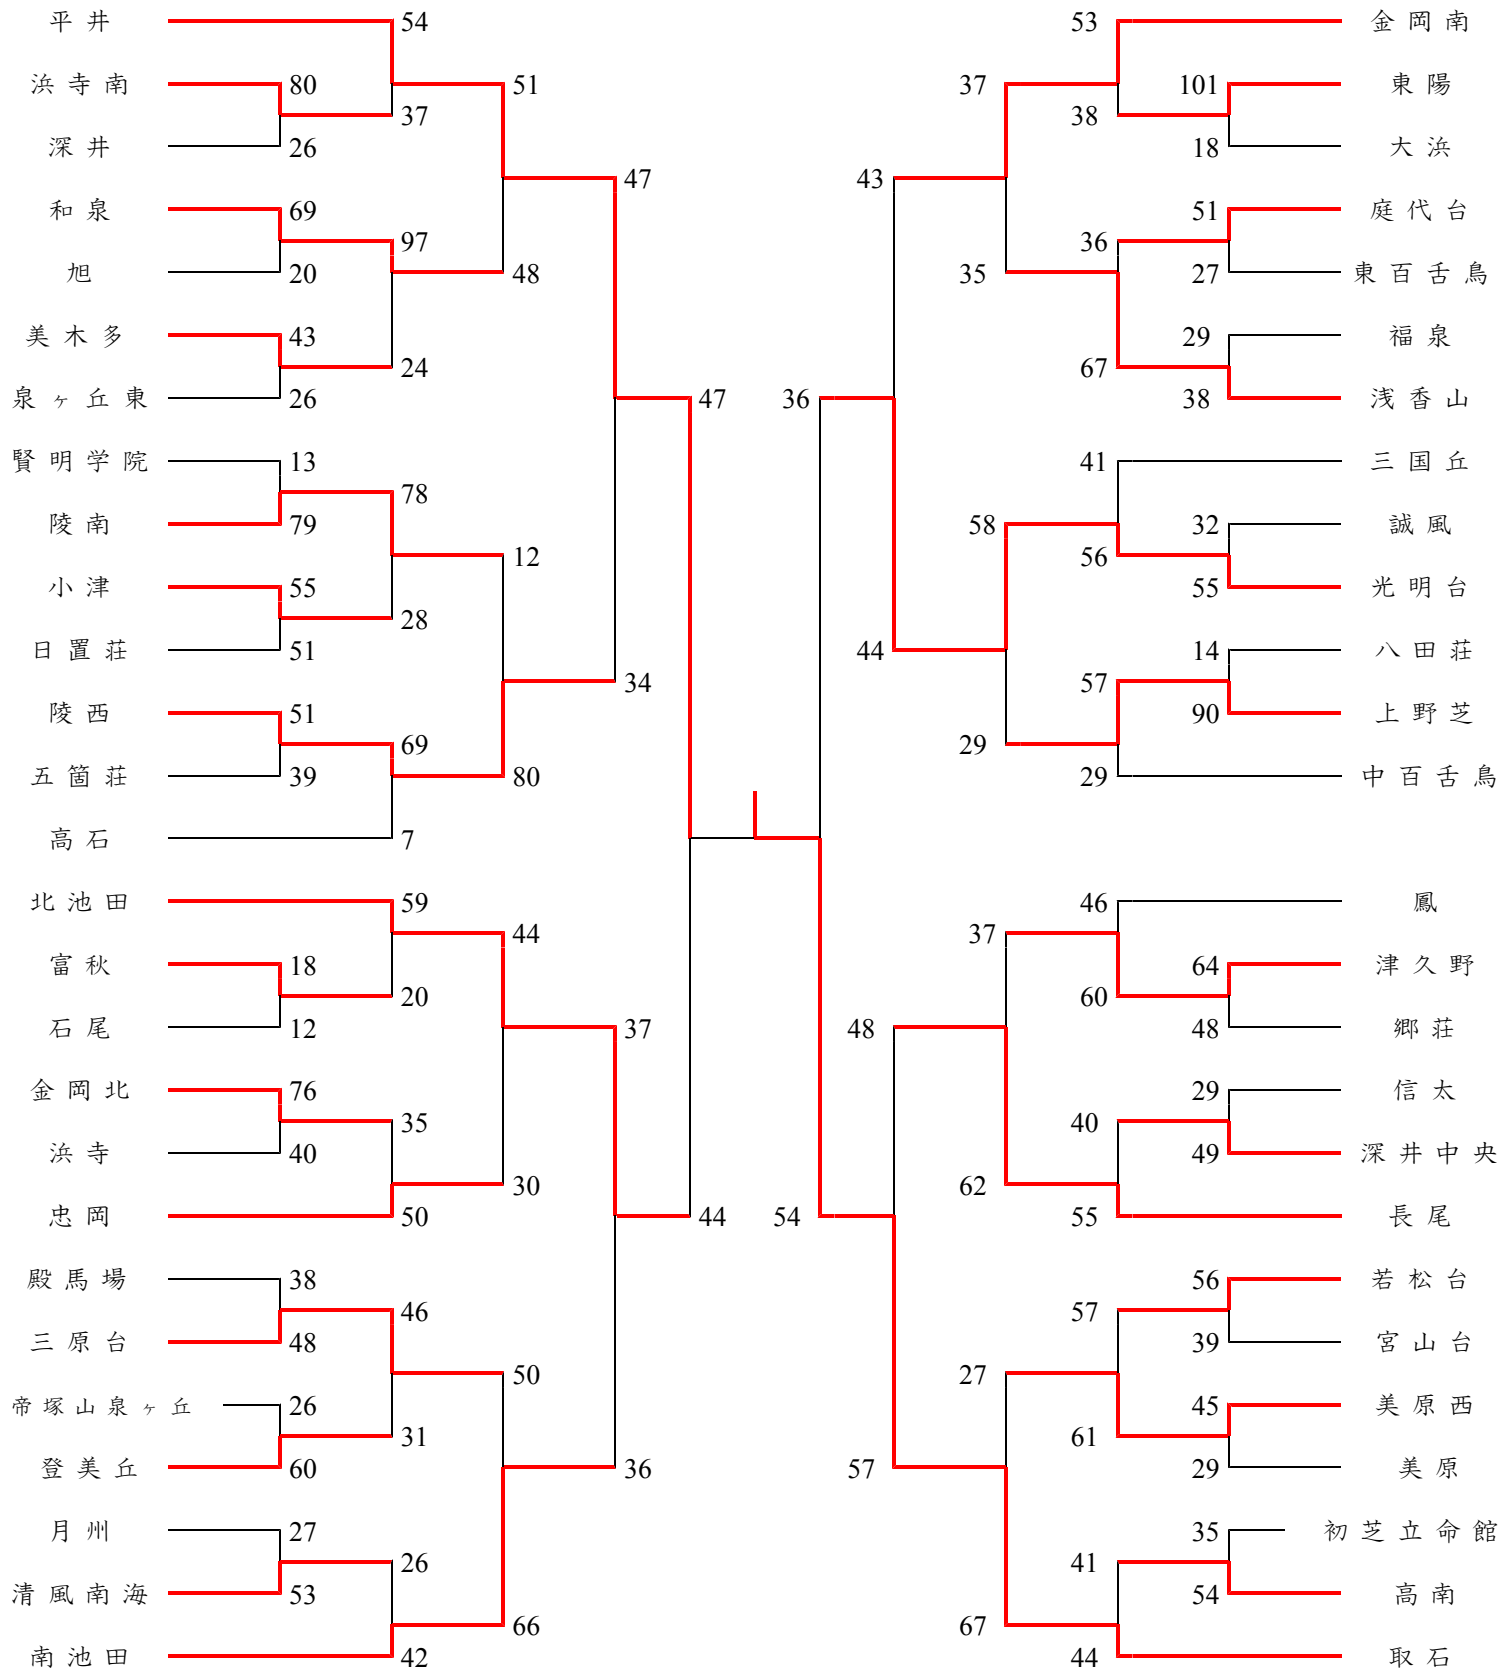 平井 54 53 金岡南
浜寺南 80 51 37 101 東陽
37 38
深井 26 18 大浜
47 43
和泉 69 51 庭代台
97 36
旭 20 48 35 27 東百舌鳥
美木多 43 29 福泉
24 67
泉ヶ丘東 26 47 36 38 浅香山
賢明学院 13 41 三国丘
78
陵南 79 58 32 誠風
12 56
小津 55 55 光明台
28
日置荘 51 44 14 八田荘
34 57
陵西 51 90 上野芝
69 29
五箇荘 39 80 29 中百舌鳥
高石 7
北池田 59 46 鳳
44 37
富秋 18 64 津久野
20 60
石尾 12 37 48 48 郷荘
金岡北 76 29 信太
35 40
浜寺 40 49 深井中央
30 62
忠岡 50 44 54 55 長尾
殿馬場 38 56 若松台
46 57
三原台 48 39 宮山台
50 27
帝塚山泉ヶ丘 26 45 美原西
31 61
登美丘 60 36 57 29 美原
月州 27 35 初芝立命館
26 41
清風南海 53 54 高南
66 67
南池田 42 44 取石